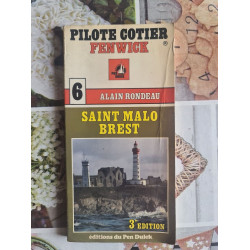 PILOTE COTIER
FENWICK
®
6
ALAIN RONDEAU
SAINT MALO
BREST
3e EDITION
éditions du Pen Duick